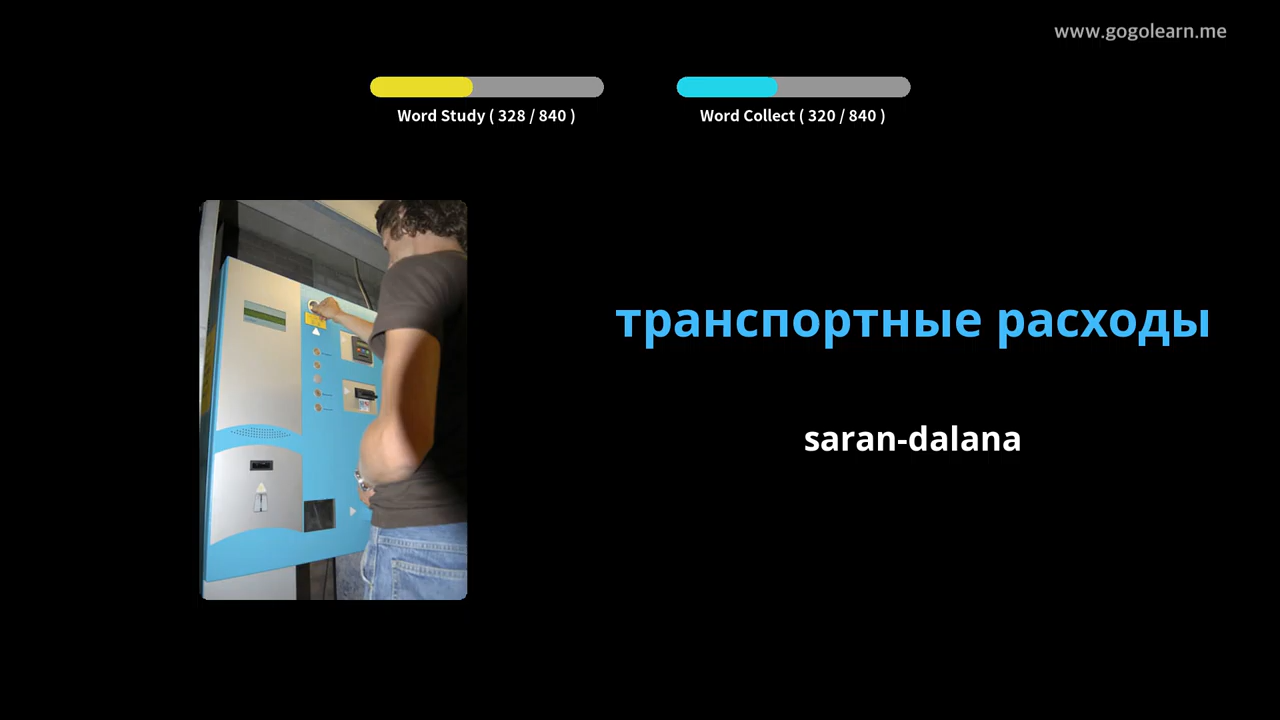 www.gogolearn.me
Word Study ( 328 / 840 )
Word Collect ( 320 / 840 )
транспортные расходы
saran-dalana